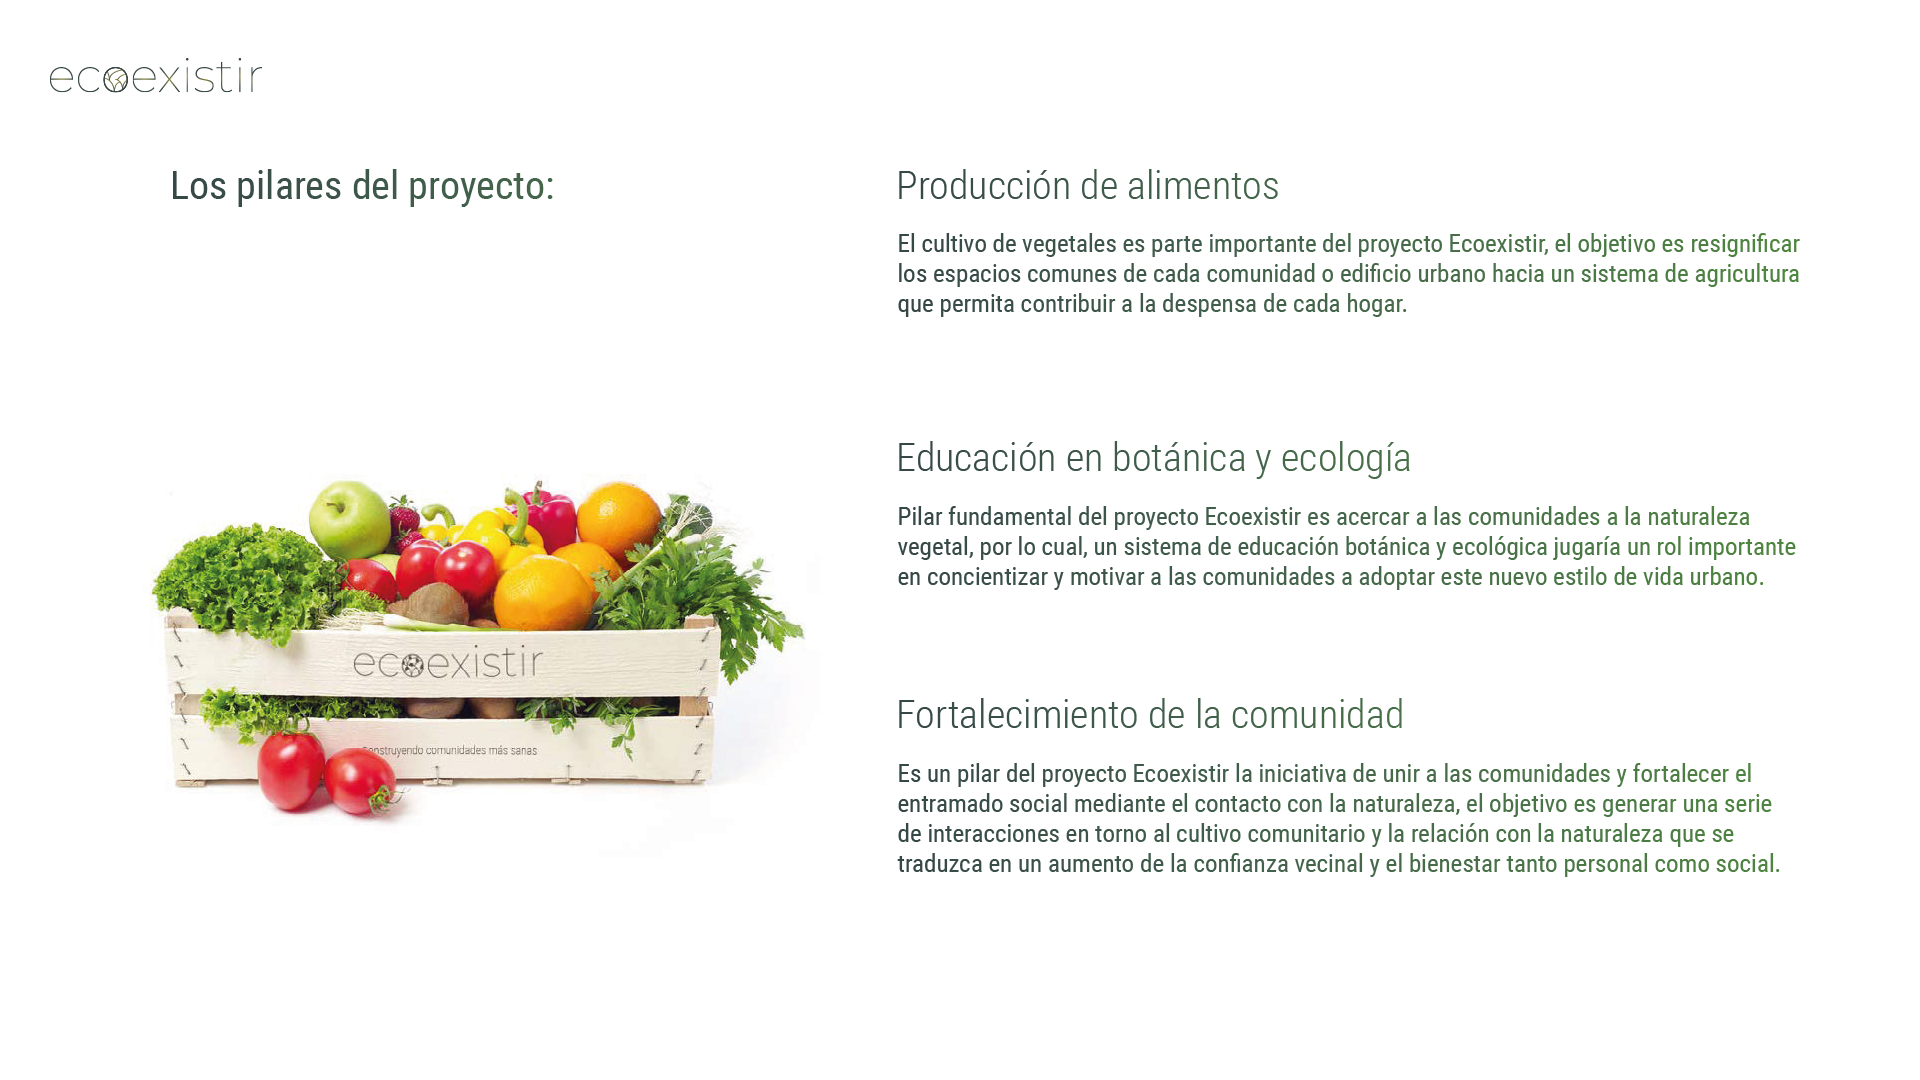 ecoexistir
Los pilares del proyecto:
Producción de alimentos
El cultivo de vegetales es parte importante del proyecto Ecoexistir, el objetivo es resignificar
los espacios comunes de cada comunidad o edificio urbano hacia un sistema de agricultura
que permita contribuir a la despensa de cada hogar.
Educación en botánica y ecología
Pilar fundamental del proyecto Ecoexistir es acercar a las comunidades a la naturaleza
vegetal, por lo cual, un sistema de educación botánica y ecológica jugaría un rol importante
en concientizar y motivar a las comunidades a adoptar este nuevo estilo de vida urbano.
Fortalecimiento de la comunidad
Es un pilar del proyecto Ecoexistir la iniciativa de unir a las comunidades y fortalecer el
entramado social mediante el contacto con la naturaleza, el objetivo es generar una serie
de interacciones en torno al cultivo comunitario y la relación con la naturaleza que se
traduzca en un aumento de la confianza vecinal y el bienestar tanto personal como social.
ecoexistir
Construyendo comunidades más sanas